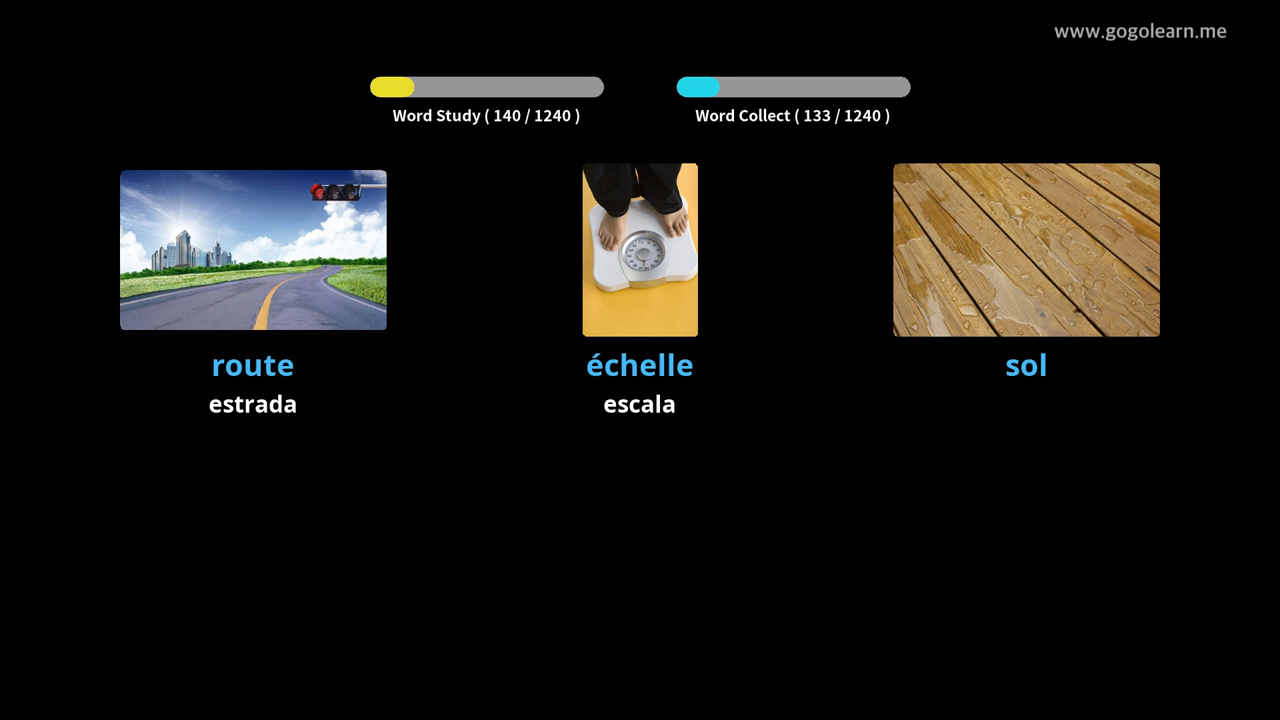 www.gogolearn.me
Word Study ( 140 / 1240 )
Word Collect ( 133 / 1240 )
route
estrada
échelle
escala
sol